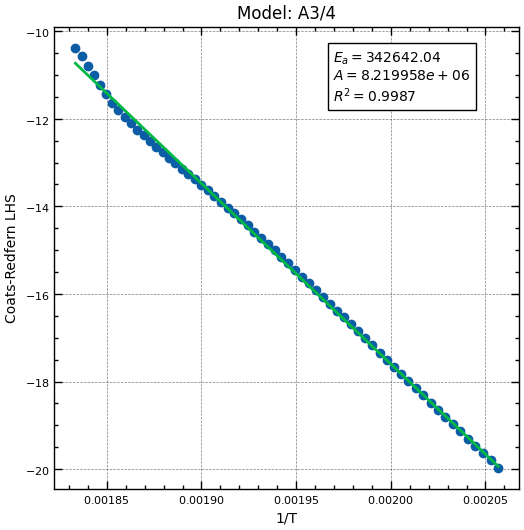 Model: A3/4
E_a = 342642.04
A = 8.219958e + 06
R^2 = 0.9987
Coats-Redfern LHS
−10
−12
−14
−16
−18
−20
0.00185
0.00190
0.00195
0.00200
0.00205
1/T